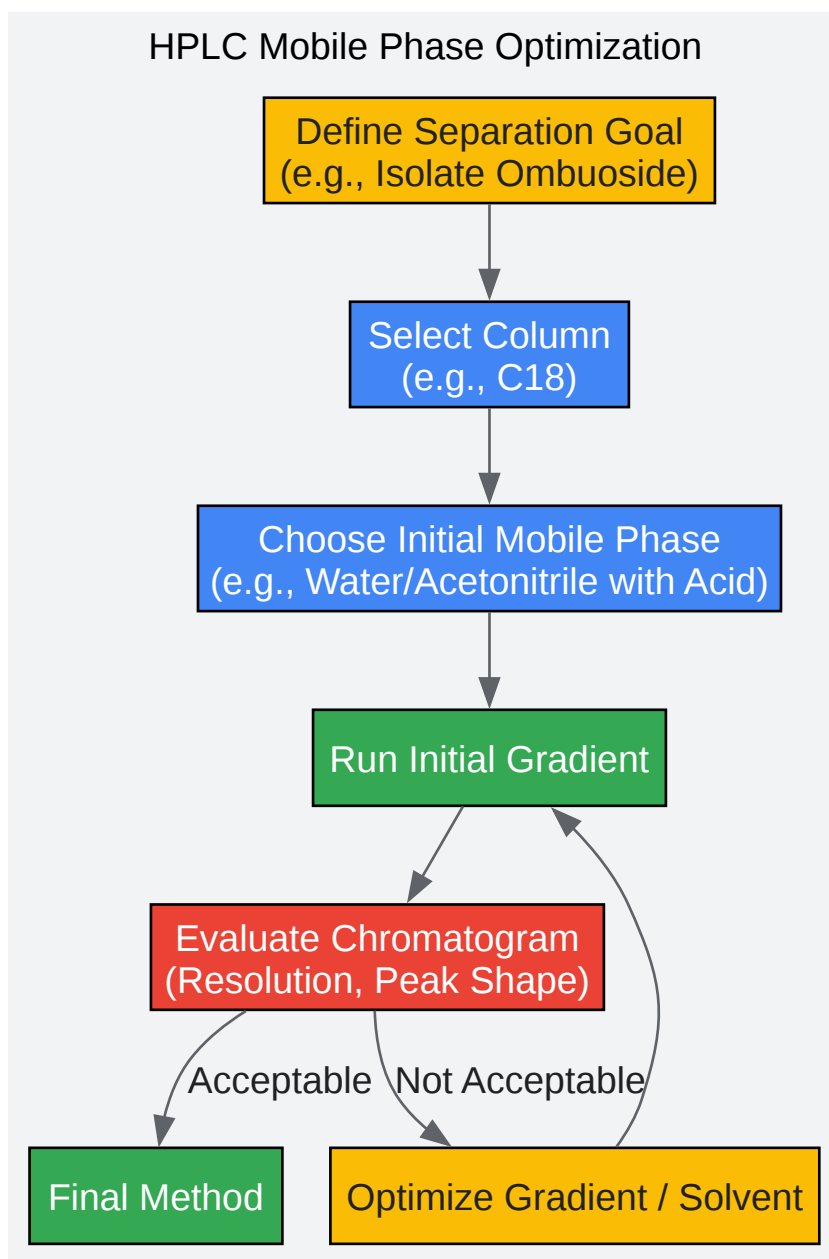 HPLC Mobile Phase Optimization
Define Separation Goal
(e.g., Isolate Ombuoside)
Select Column
(e.g., C18)
Choose Initial Mobile Phase
(e.g., Water/Acetonitrile with Acid)
Run Initial Gradient
Evaluate Chromatogram
(Resolution, Peak Shape)
Acceptable
Not Acceptable
Final Method
Optimize Gradient / Solvent